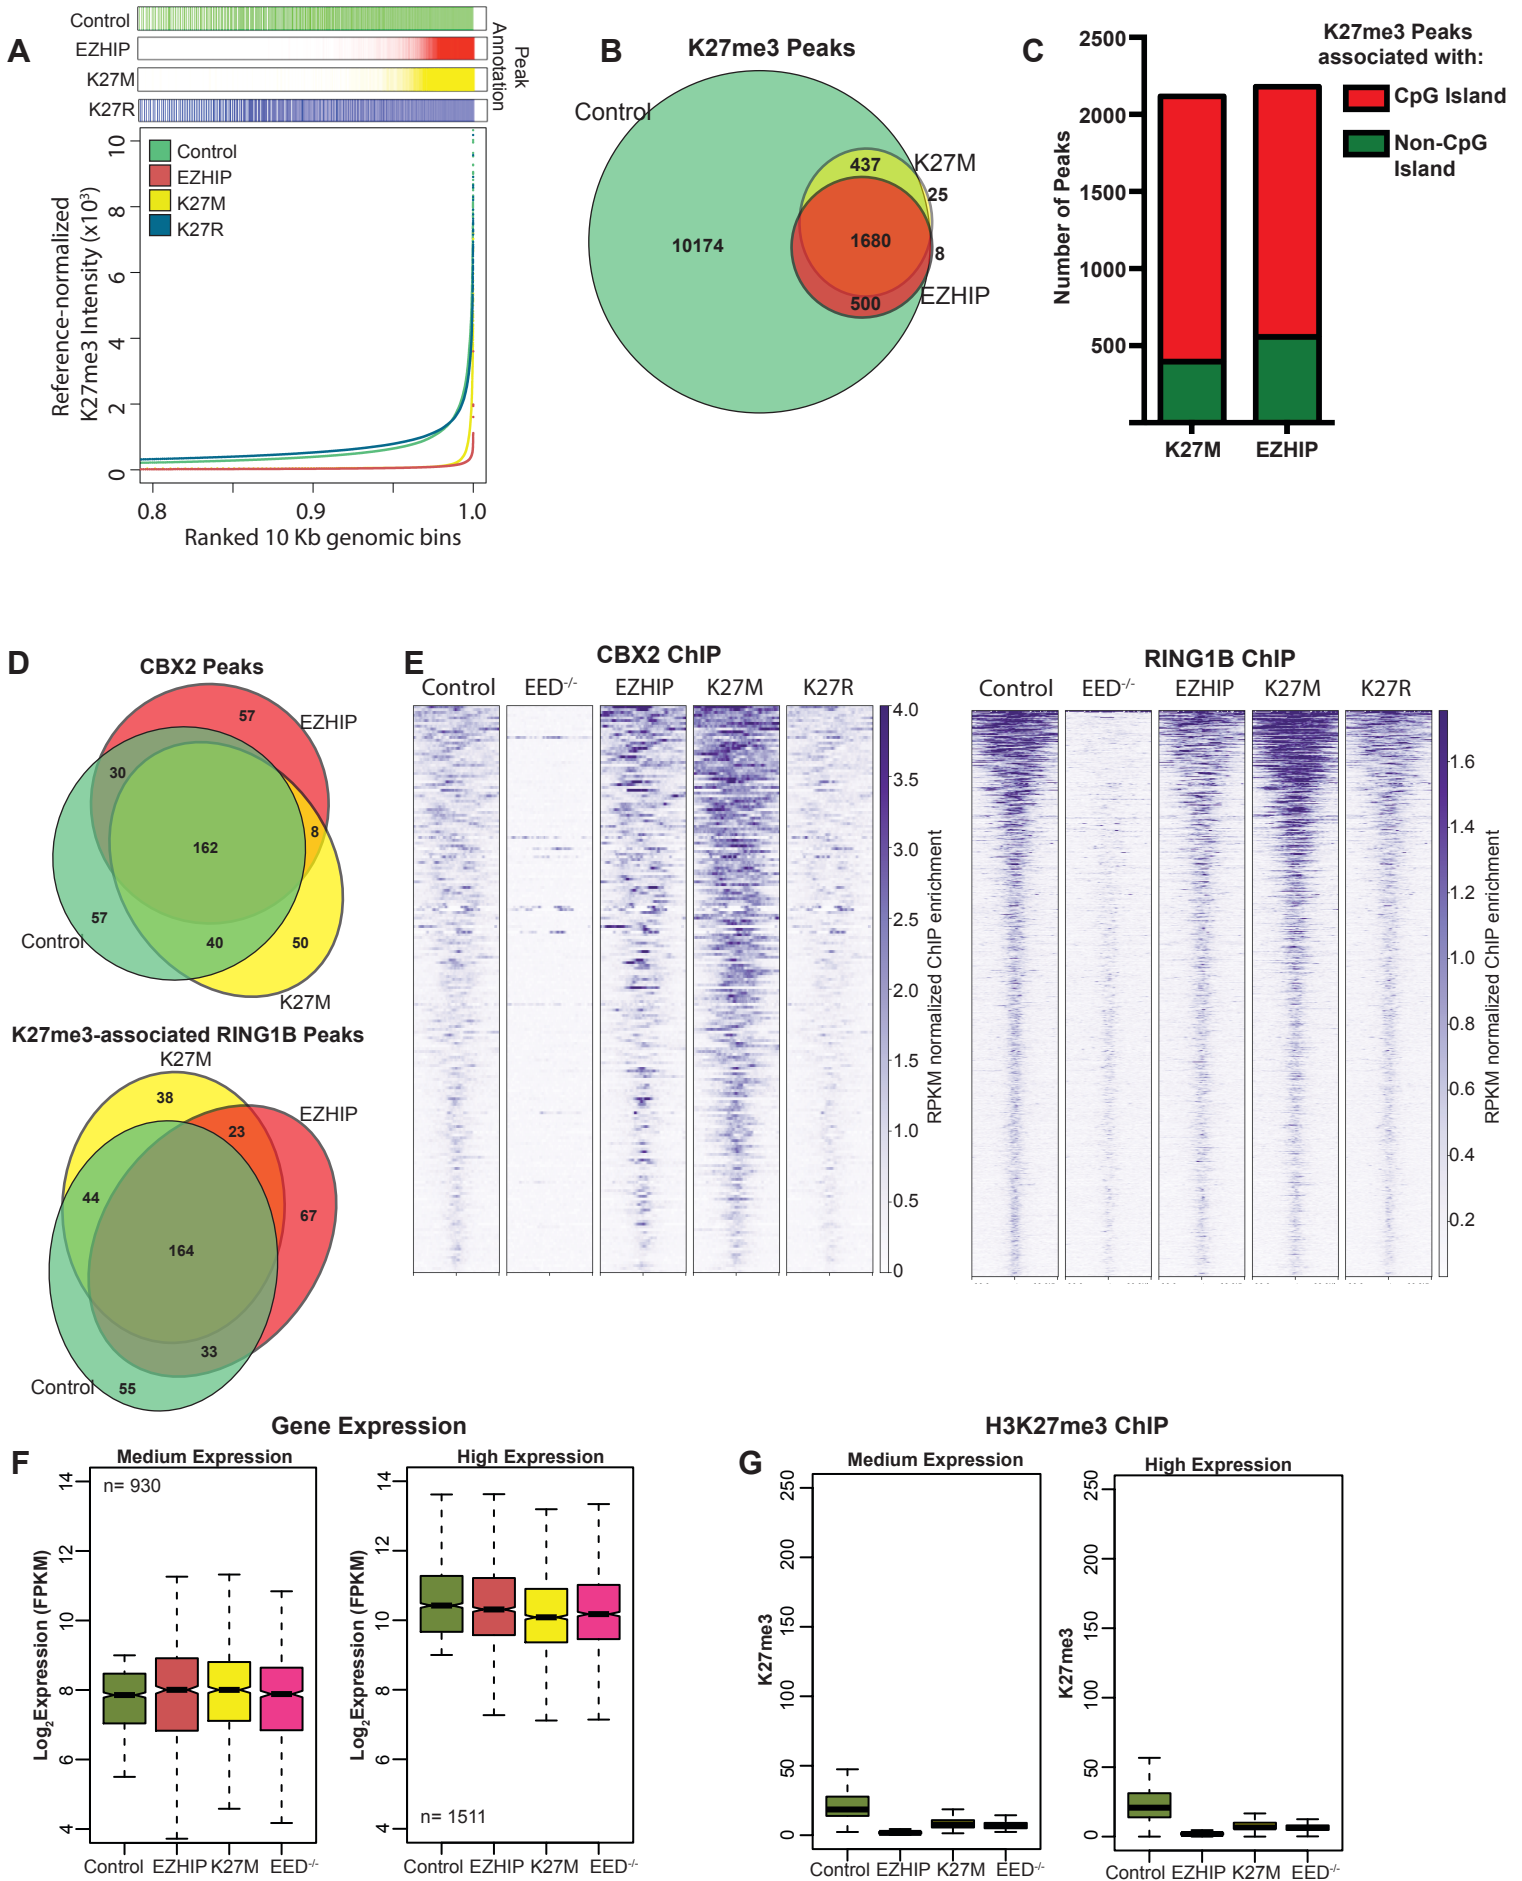 A
Control
EZHIP
K27M
K27R
Peak
Annotation
Control
EZHIP
K27M
K27R
Reference-normalized
K27me3 Intensity (x10³)
0
2
4
6
8
10
0.8
0.9
1.0
Ranked 10 Kb genomic bins
B
K27me3 Peaks
Control
K27M
437
25
10174
1680
8
EZHIP
500
C
K27me3 Peaks
associated with:
CpG Island
Non-CpG
Island
Number of Peaks
2500
2000
1500
1000
500
K27M
EZHIP
D
CBX2 Peaks
57
EZHIP
30
8
162
57
Control
40
50
K27M
K27me3-associated RING1B Peaks
K27M
38
EZHIP
23
44
67
164
33
Control
55
E
CBX2 ChIP
Control
EED-/-
EZHIP
K27M
K27R
4.0
3.5
3.0
2.5
2.0
1.5
1.0
0.5
0
RPKM normalized ChIP enrichment
RING1B ChIP
Control
EED-/-
EZHIP
K27M
K27R
1.6
1.4
1.2
1.0
0.8
0.6
0.4
0.2
RPKM normalized ChIP enrichment
F
Gene Expression
Medium Expression
n= 930
Log₂Expression (FPKM)
14
12
10
8
6
4
Control
EZHIP
K27M
EED-/-
High Expression
n= 1511
Log₂Expression (FPKM)
14
12
10
8
6
4
Control
EZHIP
K27M
EED-/-
G
H3K27me3 ChIP
Medium Expression
K27me3
250
200
150
100
50
0
Control
EZHIP
K27M
EED-/-
High Expression
K27me3
250
200
150
100
50
0
Control
EZHIP
K27M
EED-/-